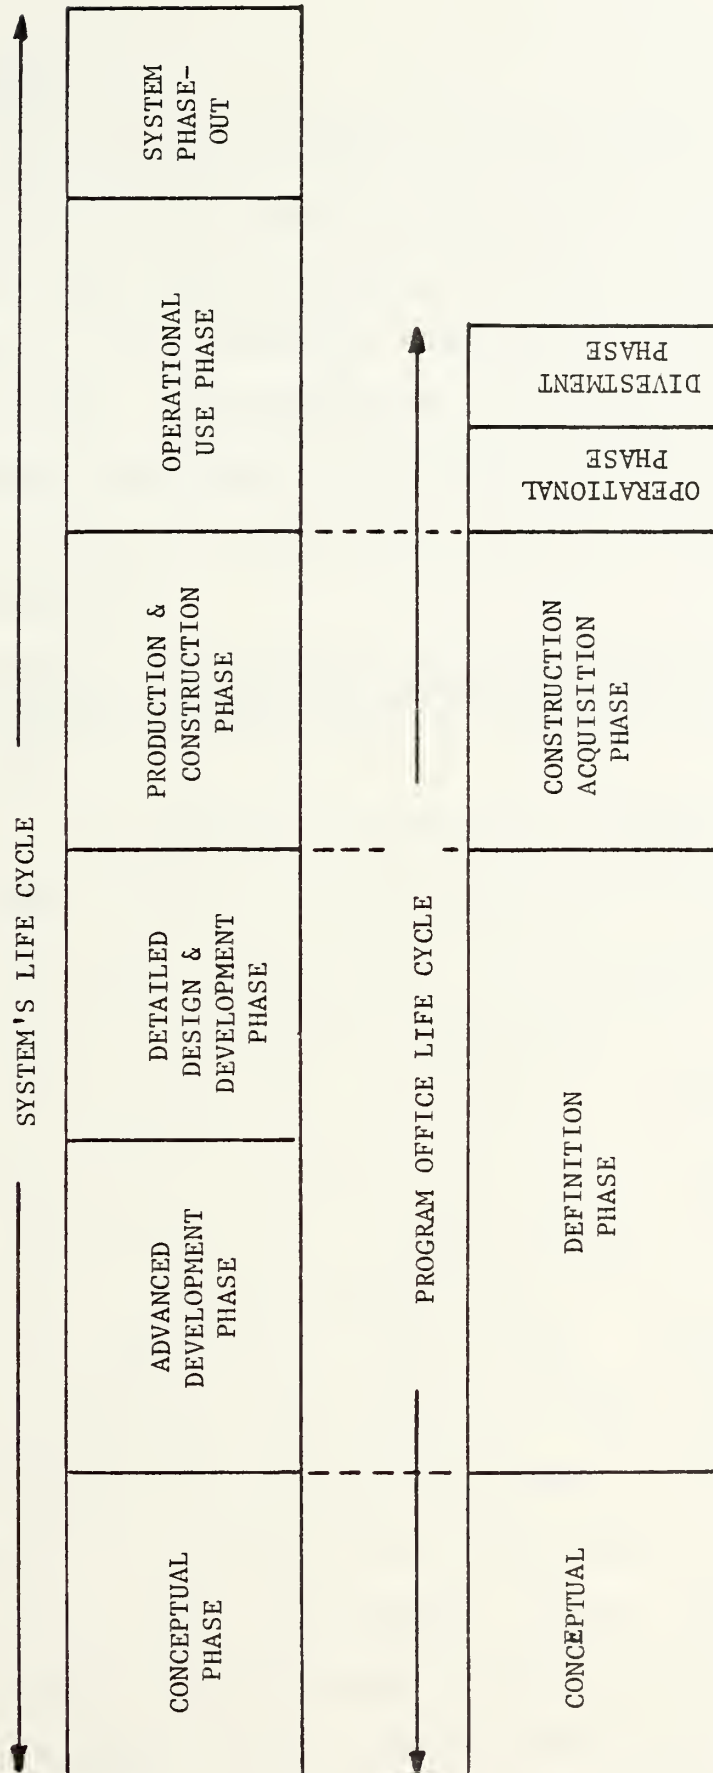 SYSTEM'S LIFE CYCLE
CONCEPTUAL
PHASE
ADVANCED
DEVELOPMENT
PHASE
DETAILED
DESIGN &
DEVELOPMENT
PHASE
PRODUCTION &
CONSTRUCTION
PHASE
OPERATIONAL
USE PHASE
SYSTEM
PHASE-
OUT
PROGRAM OFFICE LIFE CYCLE
CONCEPTUAL
DEFINITION
PHASE
CONSTRUCTION
ACQUISITION
PHASE
OPERATIONAL
PHASE
DIVESTMENT
PHASE